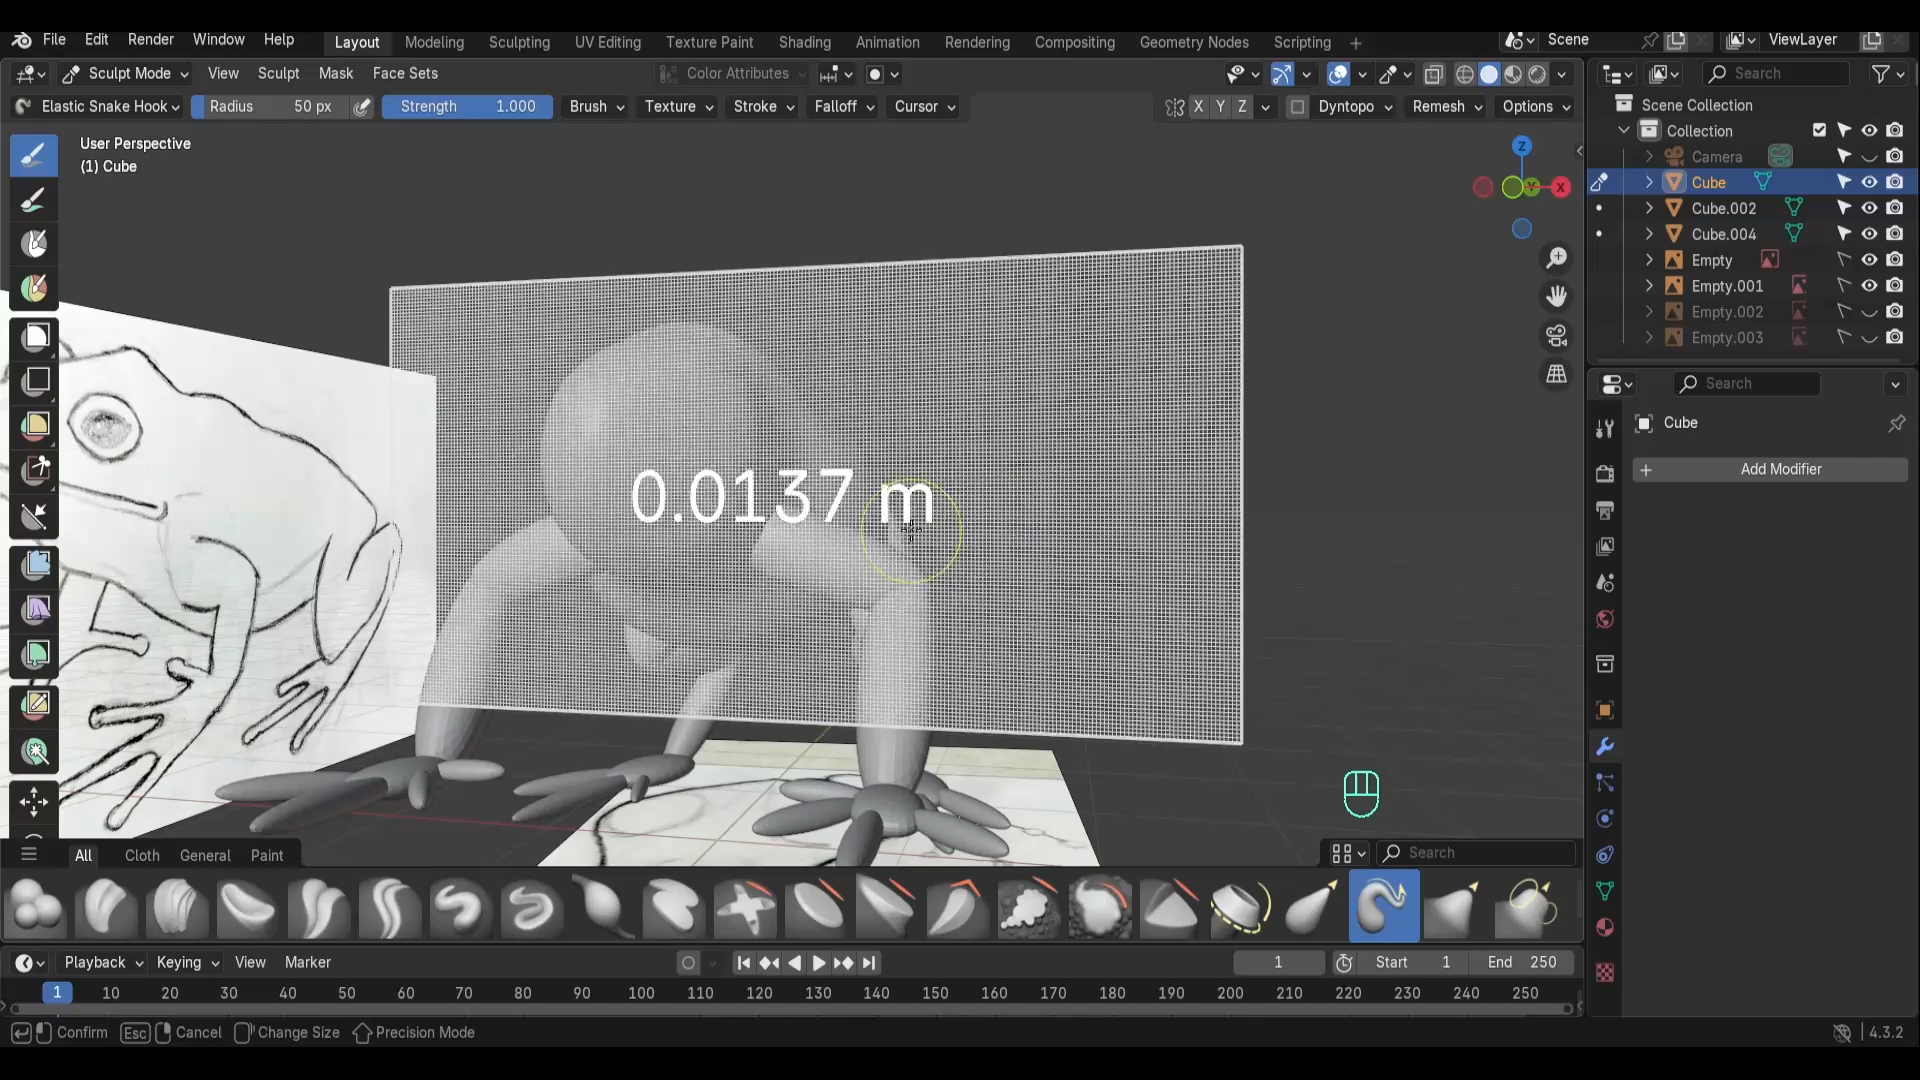 File Edit Render Window Help Layout Modeling Sculpting UV Editing Texture Paint Shading Animation Rendering Compositing Geometry Nodes Scripting + Scene ViewLayer
Sculpt Mode View Sculpt Mask Face Sets Color Attributes Search
Elastic Snake Hook Radius 50 px Strength 1.000 Brush Texture Stroke Falloff Cursor X Y Z Dyntopo Remesh Options
User Perspective
(1) Cube
Z
Y
X
Scene Collection
Collection
Camera
Cube
Cube.002
Cube.004
Empty
Empty.001
Empty.002
Empty.003
Search
Cube
+ Add Modifier
0.0137 m
All Cloth General Paint Search
Playback Keying View Marker 1 Start 1 End 250
1 10 20 30 40 50 60 70 80 90 100 110 120 130 140 150 160 170 180 190 200 210 220 230 240 250
Confirm Esc Cancel Change Size Precision Mode 4.3.2